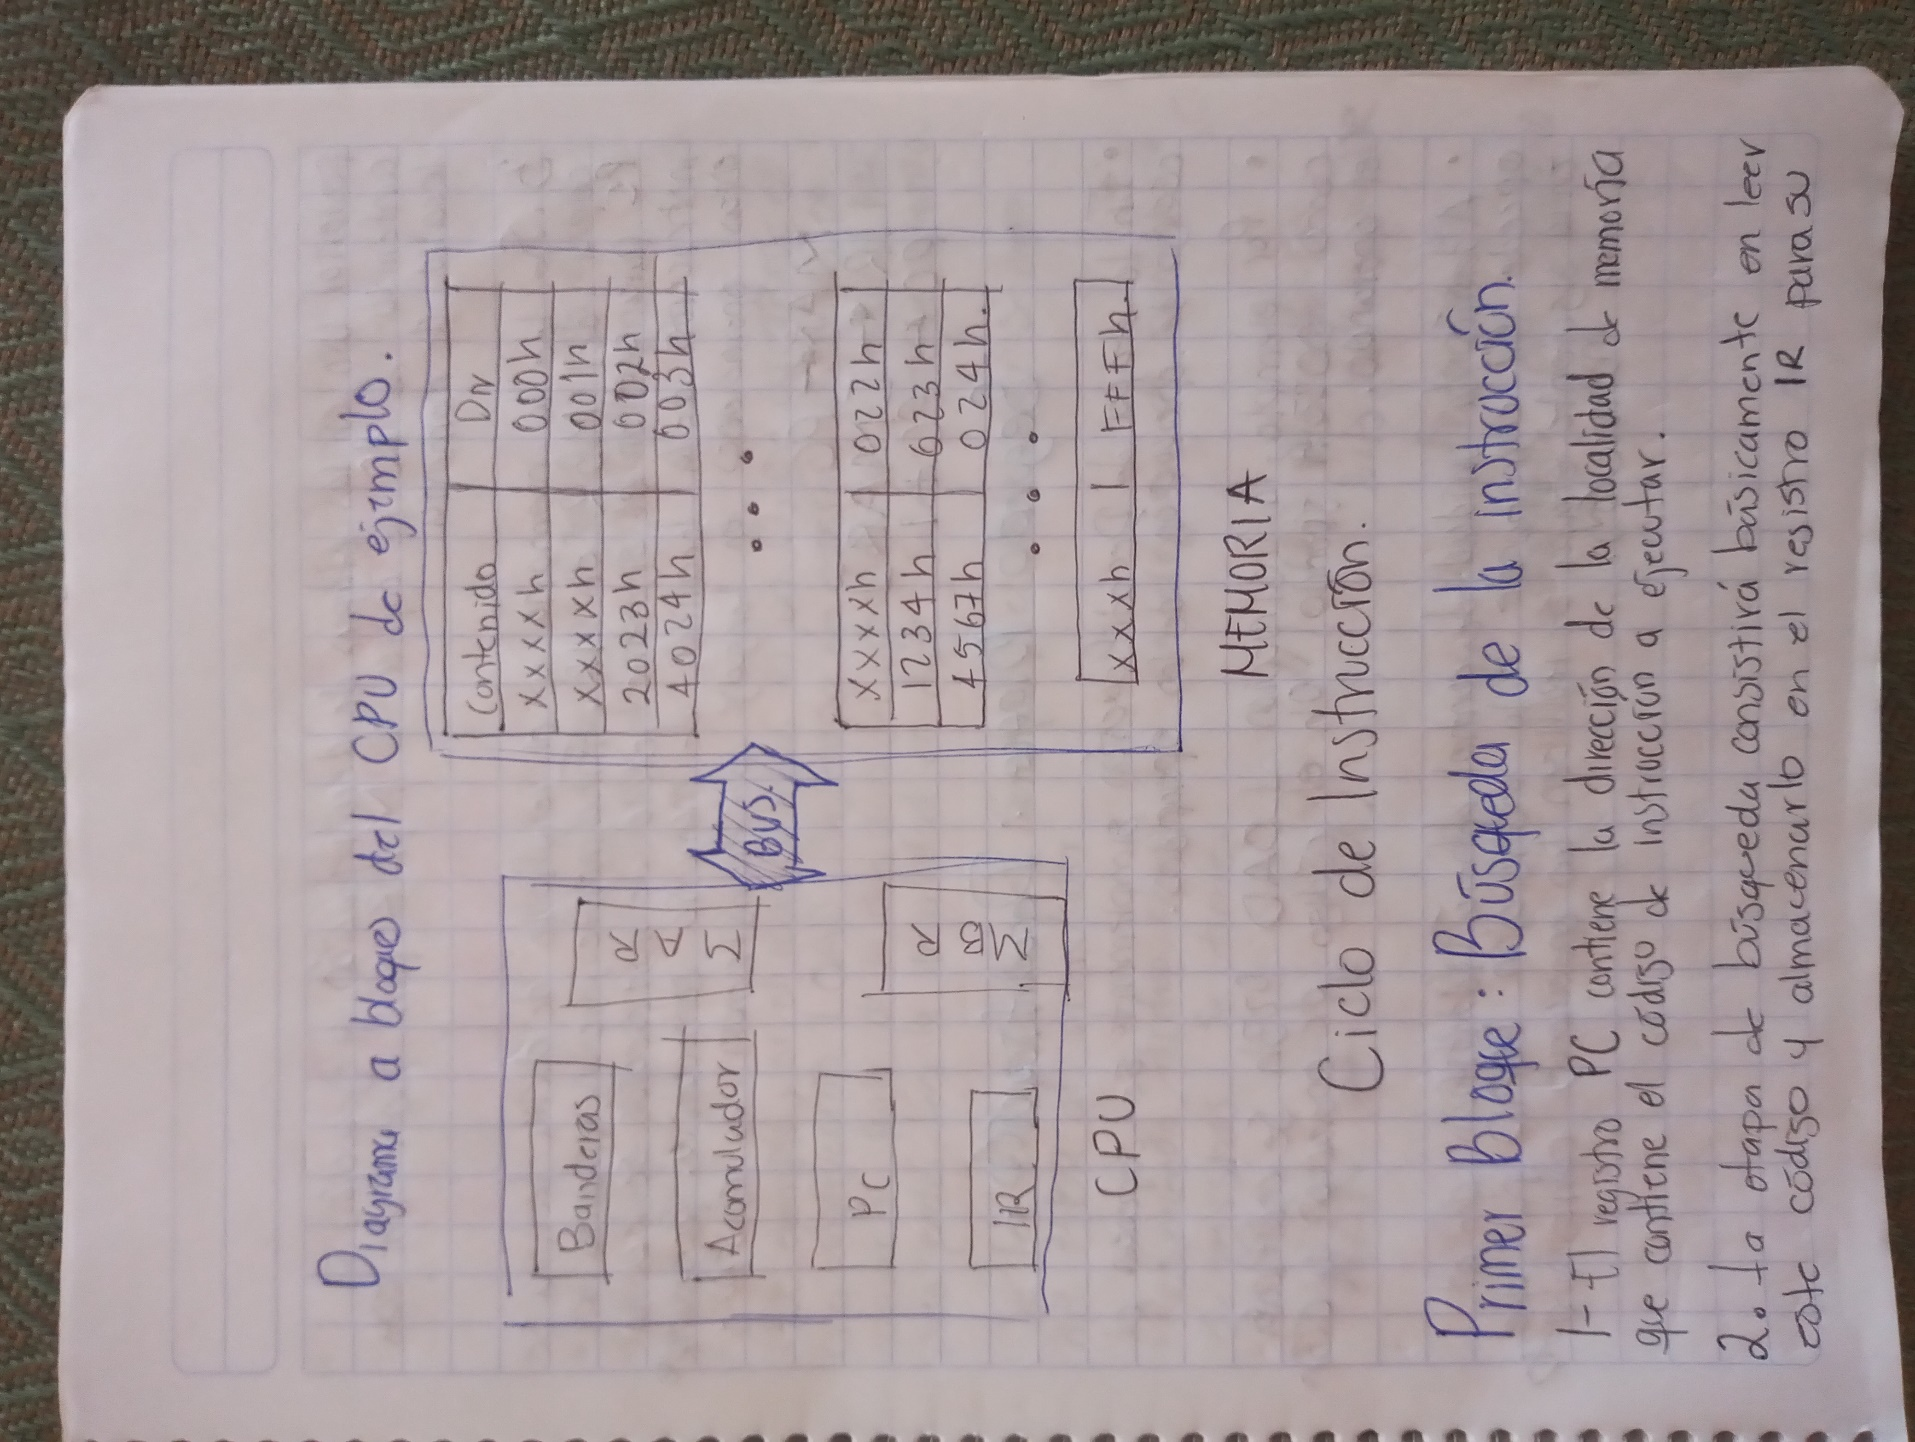 Diagrama a bloque del CPU de ejemplo.
Banderas
Acomulador
PC
IR
R
A
M
R
B
M
CPU
BUS.
Contenido Dir
xxxxh 000h
xxxxh 001h
2023h 002h
4024h 003h
xxxxh 022h
1234h 023h
4567h 024h.
xxxh FFFh
MEMORIA
Ciclo de Instrucción.
Primer Bloque: Búsqueda de la instrucción.
1- El registro PC contiene la dirección de la localidad de memoria
que contiene el código de instrucción a ejecutar.
2. La etapa de búsqueda consistirá básicamente en leer
este código y almacenarlo en el resistro IR para su